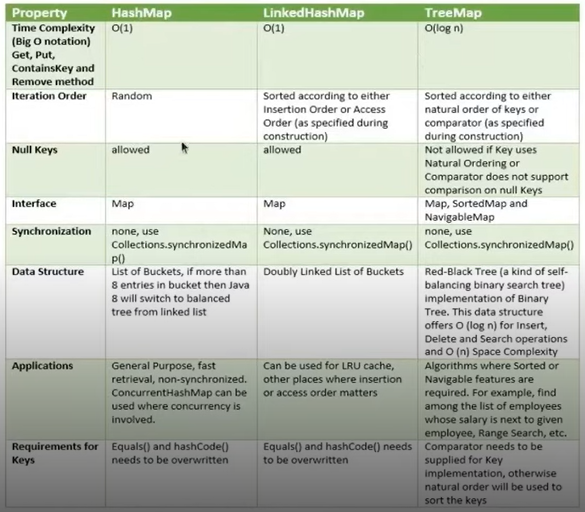 Property HashMap LinkedHashMap TreeMap
Time Complexity (Big O notation) Get, Put, ContainsKey and Remove method O(1) O(1) O(log n)
Iteration Order Random Sorted according to either Insertion Order or Access Order (as specified during construction) Sorted according to either natural order of keys or comparator (as specified during construction)
Null Keys allowed allowed Not allowed if Key uses Natural Ordering or Comparator does not support comparison on null Keys
Interface Map Map Map, SortedMap and NavigableMap
Synchronization none, use Collections.synchronizedMap() None, use Collections.synchronizedMap() none, use Collections.synchronizedMap()
Data Structure List of Buckets, if more than 8 entries in bucket then Java 8 will switch to balanced tree from linked list Doubly Linked List of Buckets Red-Black Tree (a kind of self-balancing binary search tree) implementation of Binary Tree. This data structure offers O (log n) for Insert, Delete and Search operations and O (n) Space Complexity
Applications General Purpose, fast retrieval, non-synchronized. ConcurrentHashMap can be used where concurrency is involved. Can be used for LRU cache, other places where insertion or access order matters Algorithms where Sorted or Navigable features are required. For example, find among the list of employees whose salary is next to given employee, Range Search, etc.
Requirements for Keys Equals() and hashCode() needs to be overwritten Equals() and hashCode() needs to be overwritten Comparator needs to be supplied for Key implementation, otherwise natural order will be used to sort the keys